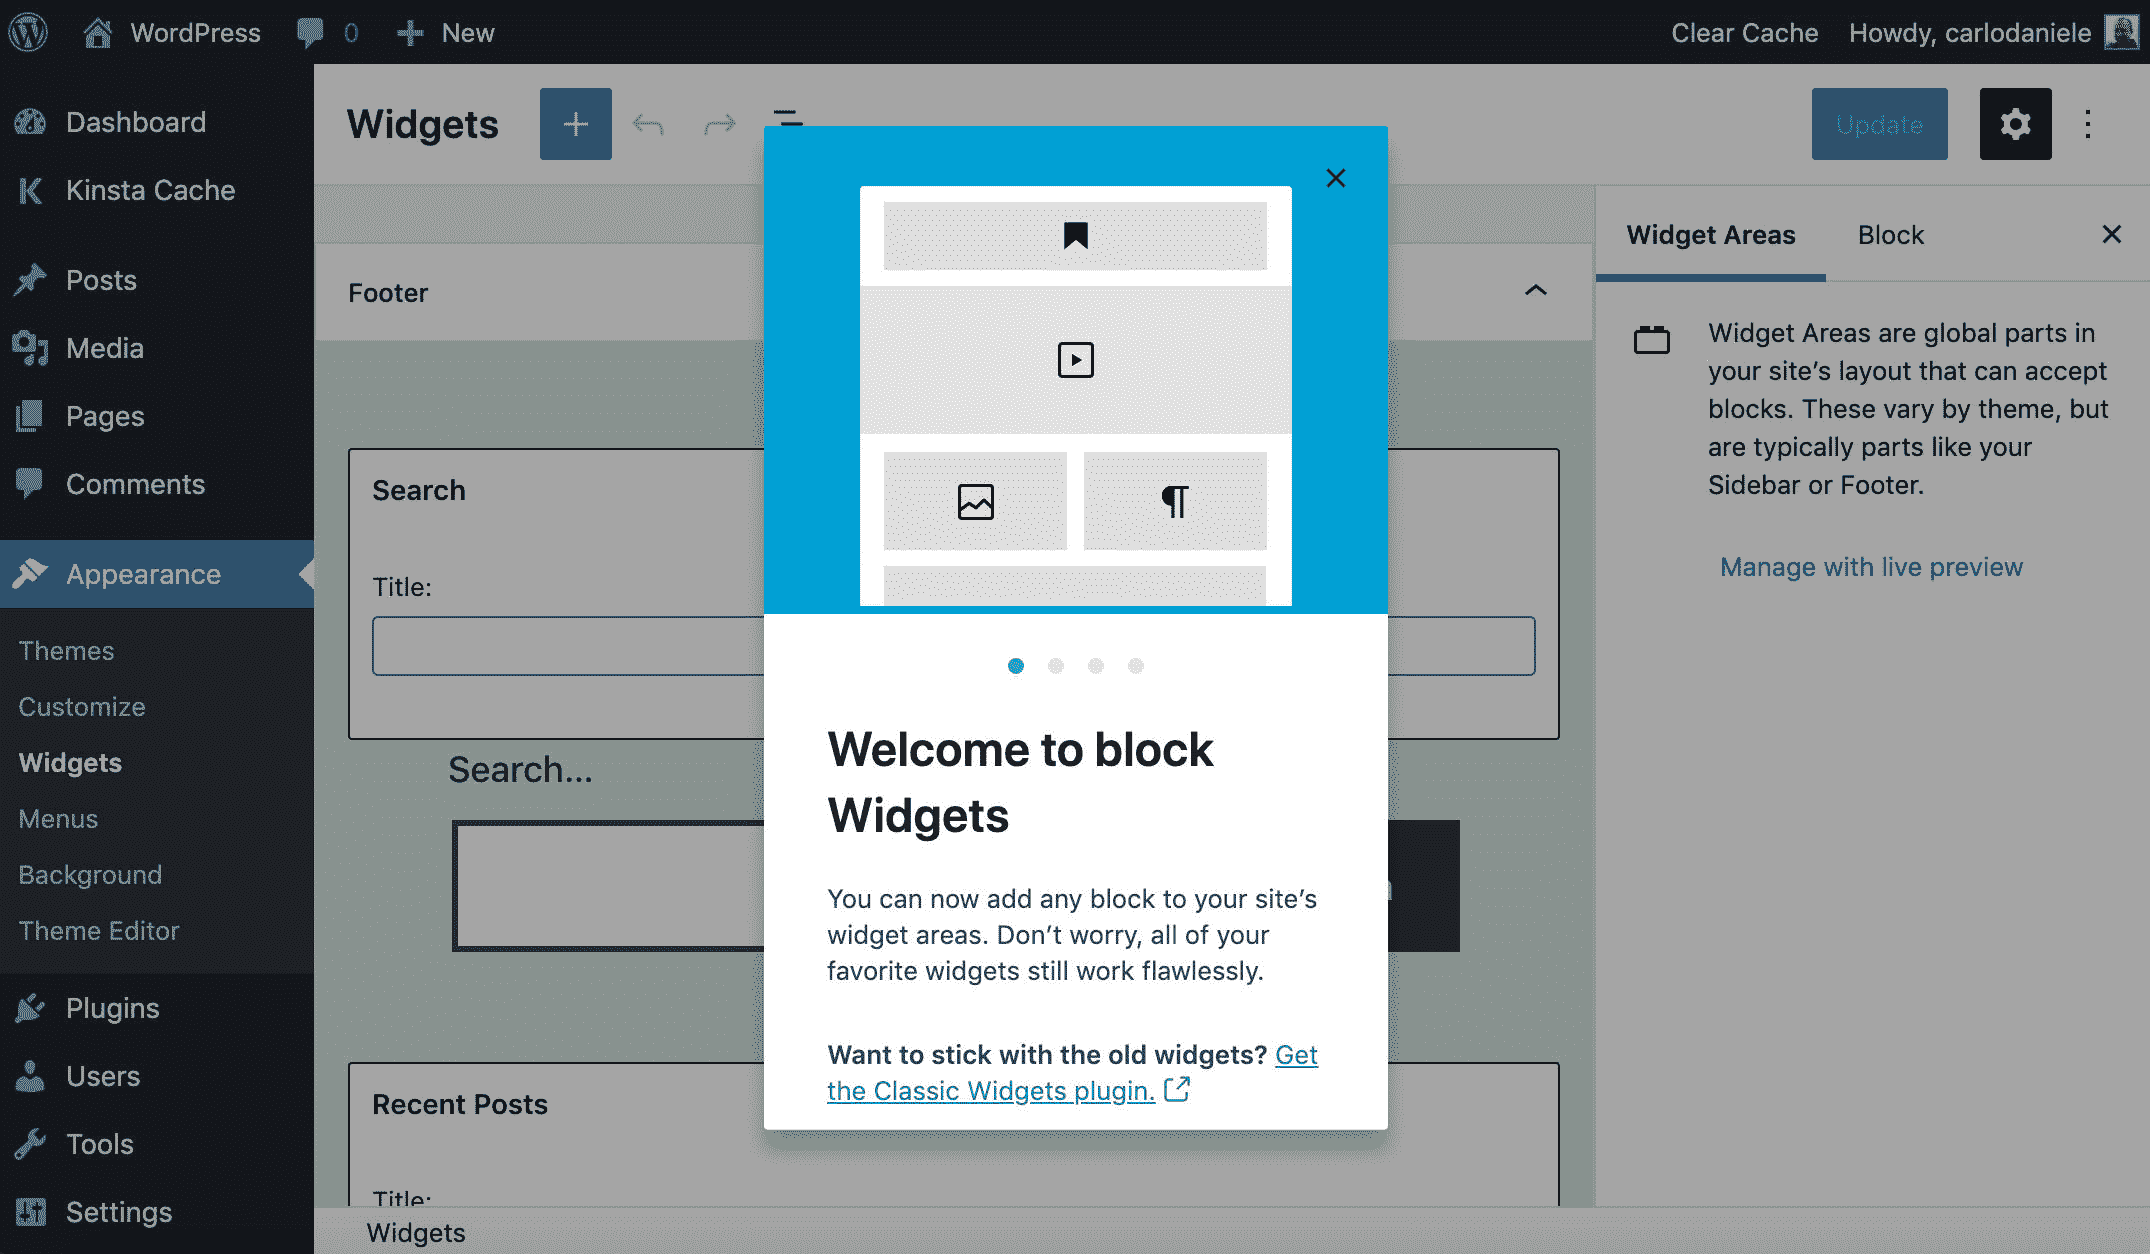 WordPress 0 New Clear Cache Howdy, carlodaniele
Dashboard
Kinsta Cache
Posts
Media
Pages
Comments
Appearance
Themes
Customize
Widgets
Menus
Background
Theme Editor
Plugins
Users
Tools
Settings
Widgets Update
Footer
Search
Title:
Search...
Recent Posts
Title:
Widgets
Welcome to block
Widgets
You can now add any block to your site’s
widget areas. Don’t worry, all of your
favorite widgets still work flawlessly.
Want to stick with the old widgets? Get
the Classic Widgets plugin.
Widget Areas Block
Widget Areas are global parts in
your site’s layout that can accept
blocks. These vary by theme, but
are typically parts like your
Sidebar or Footer.
Manage with live preview